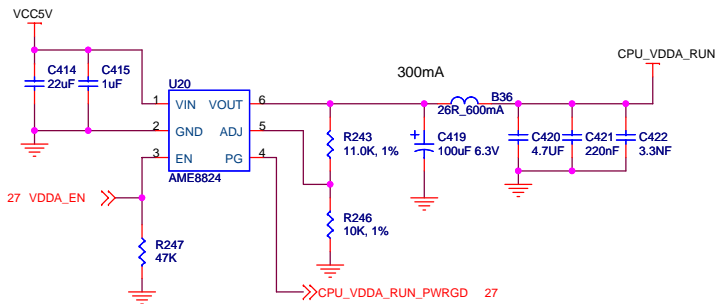 VCC5V
CPU_VDDA_RUN
C414
22uF
C415
1uF
U20
300mA
1 VIN VOUT 6
2 GND ADJ 5
3 EN PG 4
AME8824
B36
26R_600mA
R243
11.0K, 1%
C419
100uF 6.3V
C420
4.7UF
C421
220nF
C422
3.3NF
27 VDDA_EN
R246
10K, 1%
R247
47K
CPU_VDDA_RUN_PWRGD 27